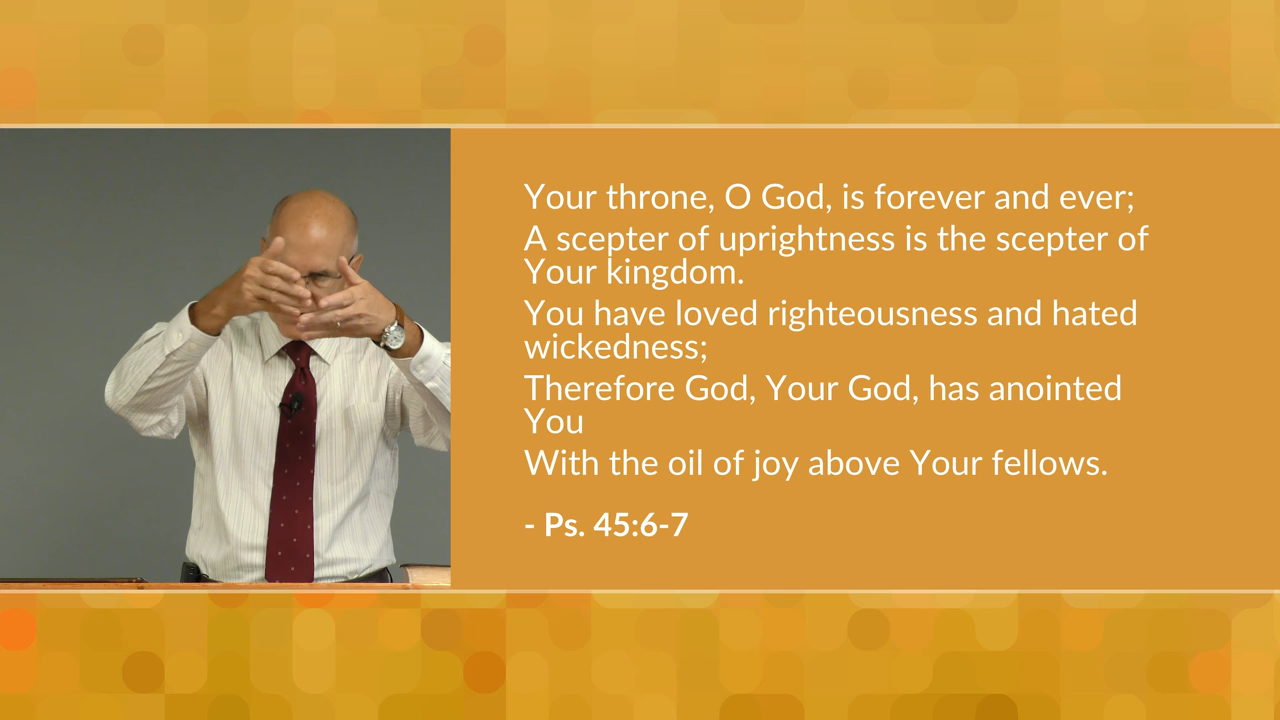 Your throne, O God, is forever and ever;
A scepter of uprightness is the scepter of
Your kingdom.
You have loved righteousness and hated
wickedness;
Therefore God, Your God, has anointed
You
With the oil of joy above Your fellows.
- Ps. 45:6-7